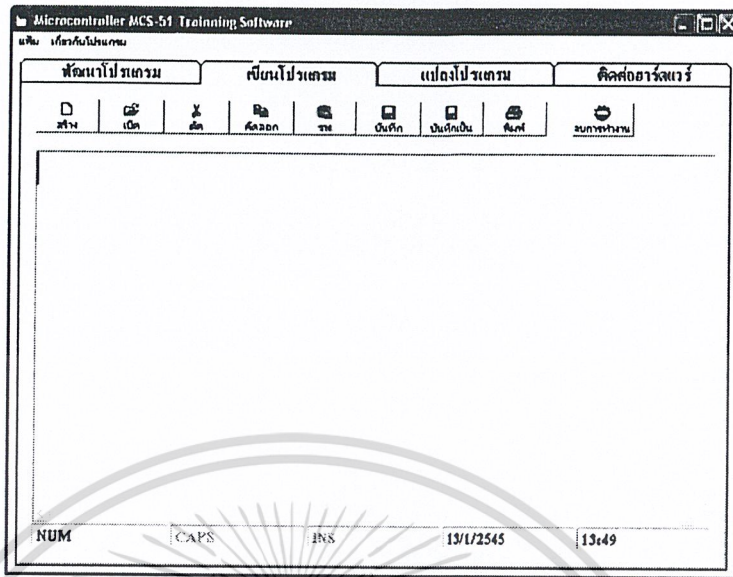 Microcontroller MCS-51 Trainning Software
แฟ้ม เกี่ยวกับโปรแกรม
พัฒนาโปรแกรม เขียนโปรแกรม แปลงโปรแกรม ติดต่อฮาร์ดแวร์
สร้าง เปิด ตัด คัดลอก วาง บันทึก บันทึกเป็น พิมพ์ จบการทำงาน
NUM CAPS INS 13/1/2545 13:49